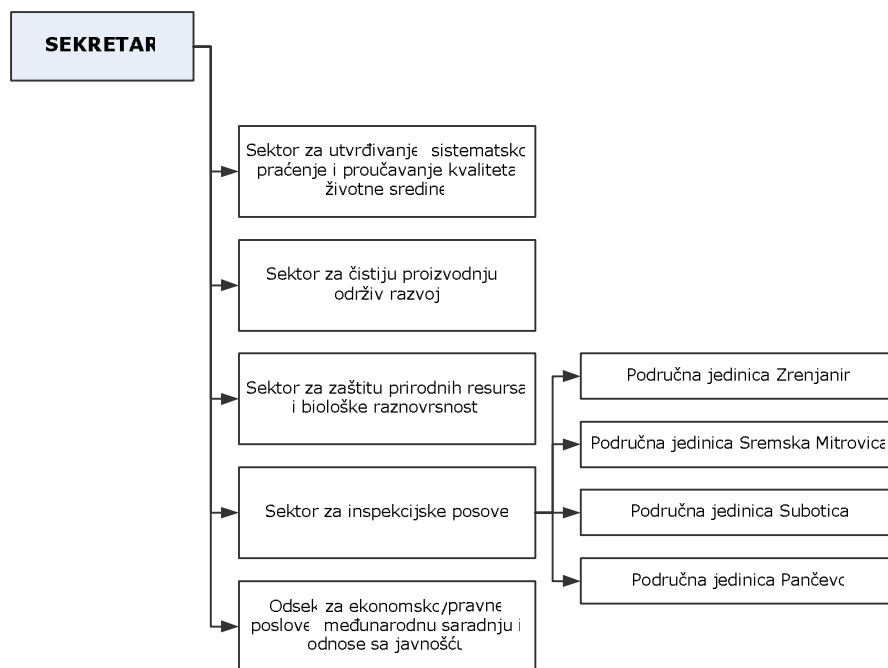 SEKRETAR
Sektor za utvrđivanje sistematsko
praćenje i proučavanje kvaliteta
životne sredine
Sektor za čistiju proizvodnju
održiv razvoj
Sektor za zaštitu prirodnih resursa
i biološke raznovrsnost
Sektor za inspekcijske posove
Odsek za ekonomsko/pravne
poslove međunarodnu saradnju i
odnose sa javnošću
Područna jedinica Zrenjanin
Područna jedinica Sremska Mitrovica
Područna jedinica Subotica
Područna jedinica Pančevo